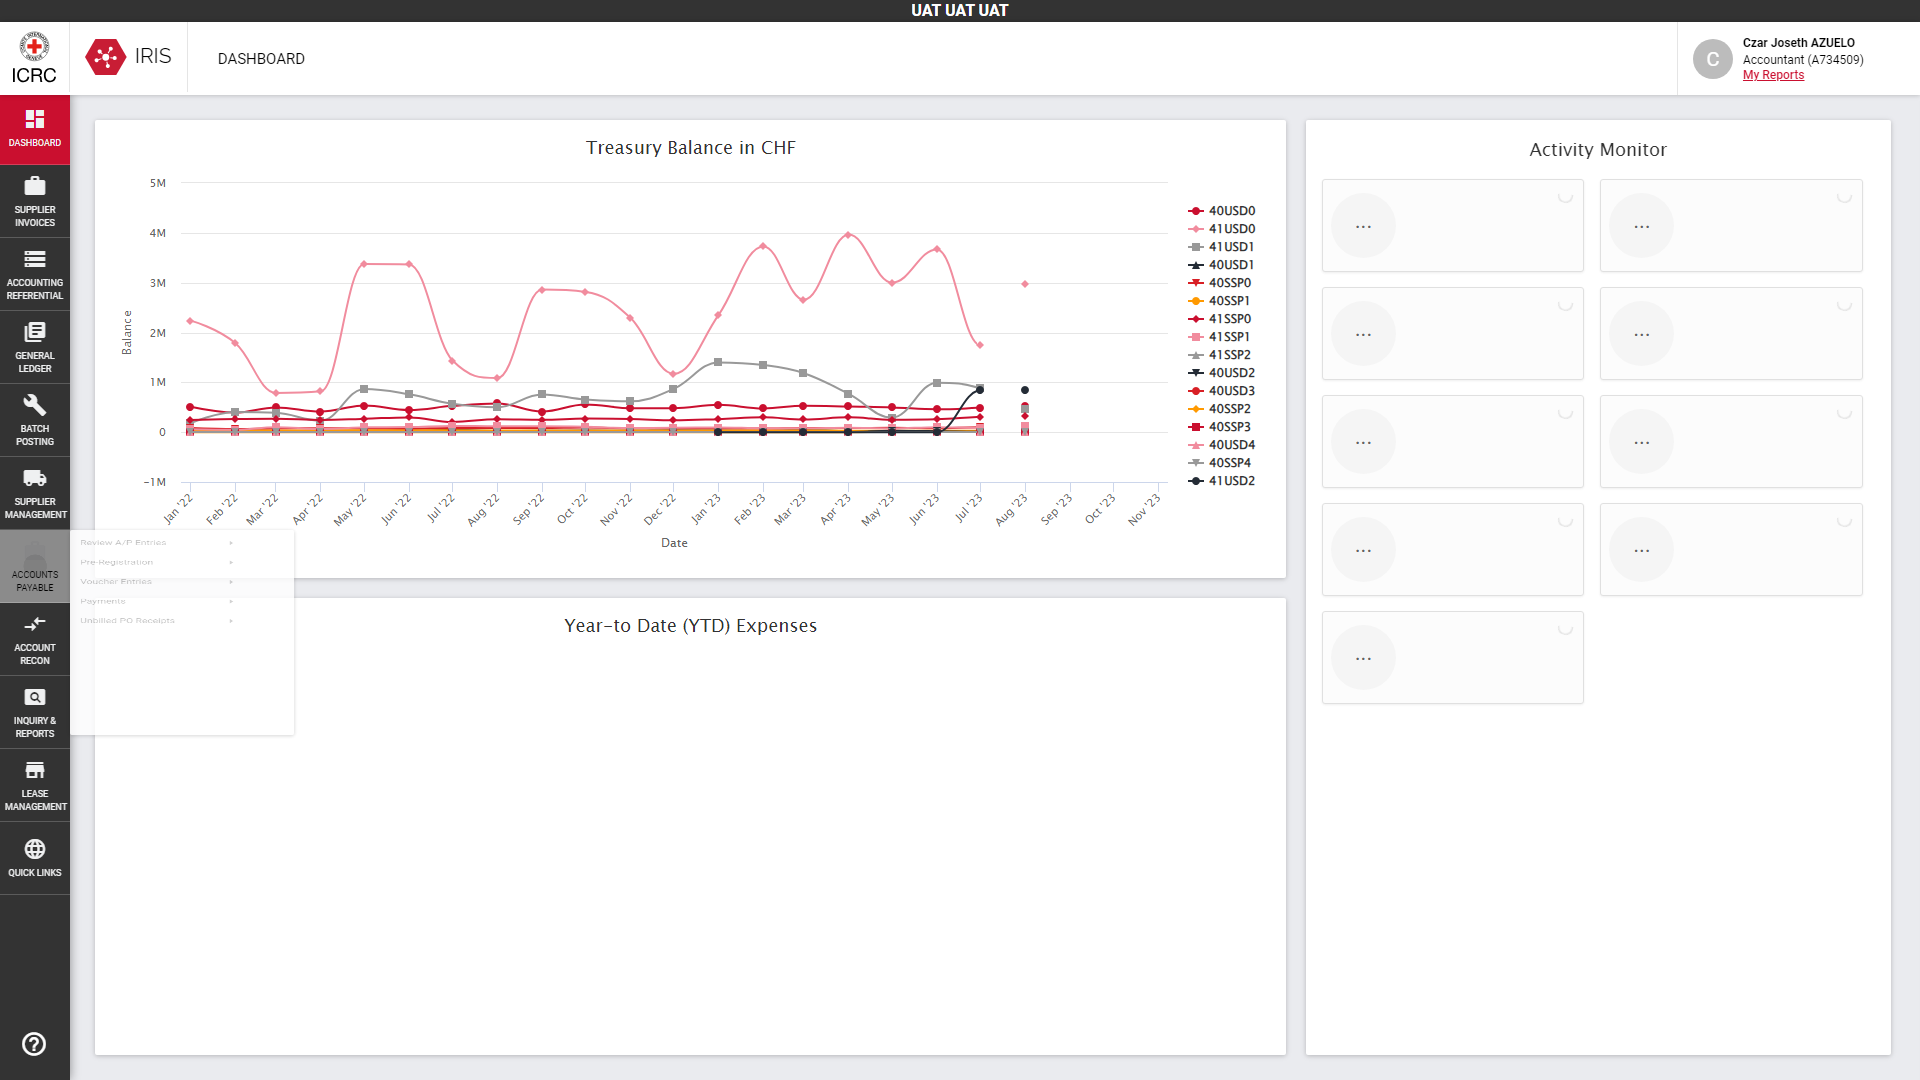 UAT UAT UAT
ICRC
IRIS
DASHBOARD
C
Czar Joseth AZUELO
Accountant (A734509)
My Reports
DASHBOARD
SUPPLIER
INVOICES
ACCOUNTING
REFERENTIAL
GENERAL
LEDGER
BATCH
POSTING
SUPPLIER
MANAGEMENT
ACCOUNTS
PAYABLE
ACCOUNT
RECON
INQUIRY &
REPORTS
LEASE
MANAGEMENT
QUICK LINKS
Review A/P Entries
Pre-Registration
Voucher Entries
Payments
Unbilled PO Receipts
Treasury Balance in CHF
Balance
5M
4M
3M
2M
1M
0
-1M
Jan '22
Feb '22
Mar '22
Apr '22
May '22
Jun '22
Jul '22
Aug '22
Sep '22
Oct '22
Nov '22
Dec '22
Jan '23
Feb '23
Mar '23
Apr '23
May '23
Jun '23
Jul '23
Aug '23
Sep '23
Oct '23
Nov '23
Date
40USD0
41USD0
41USD1
40USD1
40SSP0
40SSP1
41SSP0
41SSP1
41SSP2
40USD2
40USD3
40SSP2
40SSP3
40USD4
40SSP4
41USD2
Year-to Date (YTD) Expenses
Activity Monitor
...
...
...
...
...
...
...
...
...